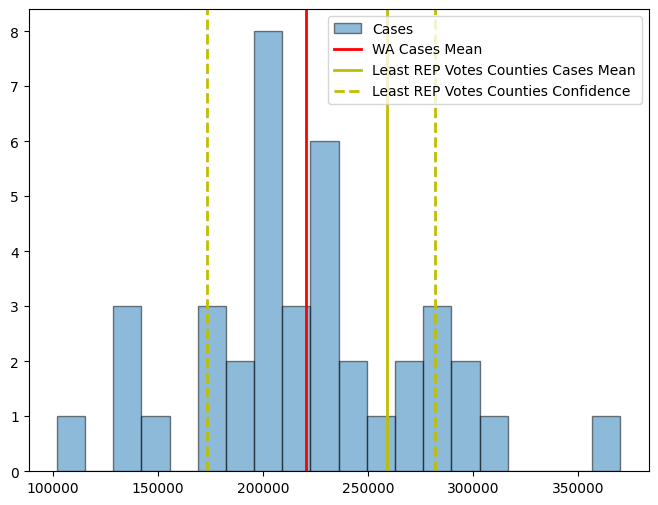 Cases
WA Cases Mean
Least REP Votes Counties Cases Mean
Least REP Votes Counties Confidence
8
7
6
5
4
3
2
1
0
100000 150000 200000 250000 300000 350000